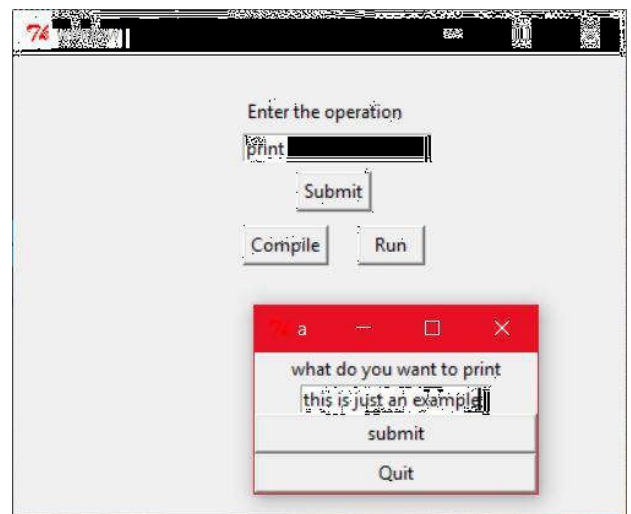 Enter the operation
print
Submit
Compile Run
a
what do you want to print
this is just an example
submit
Quit